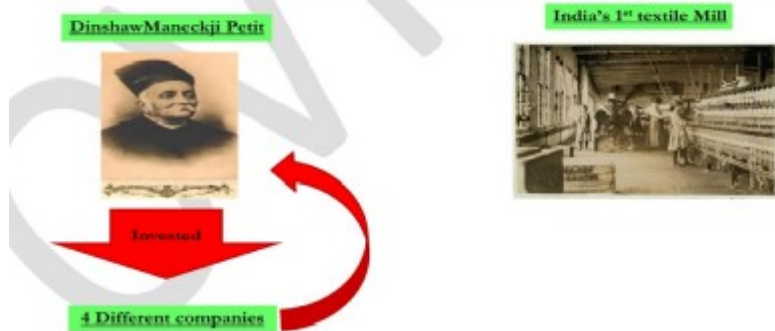 DinshawManeckji Petit
India's 1st textile Mill
Invested
4 Different companies